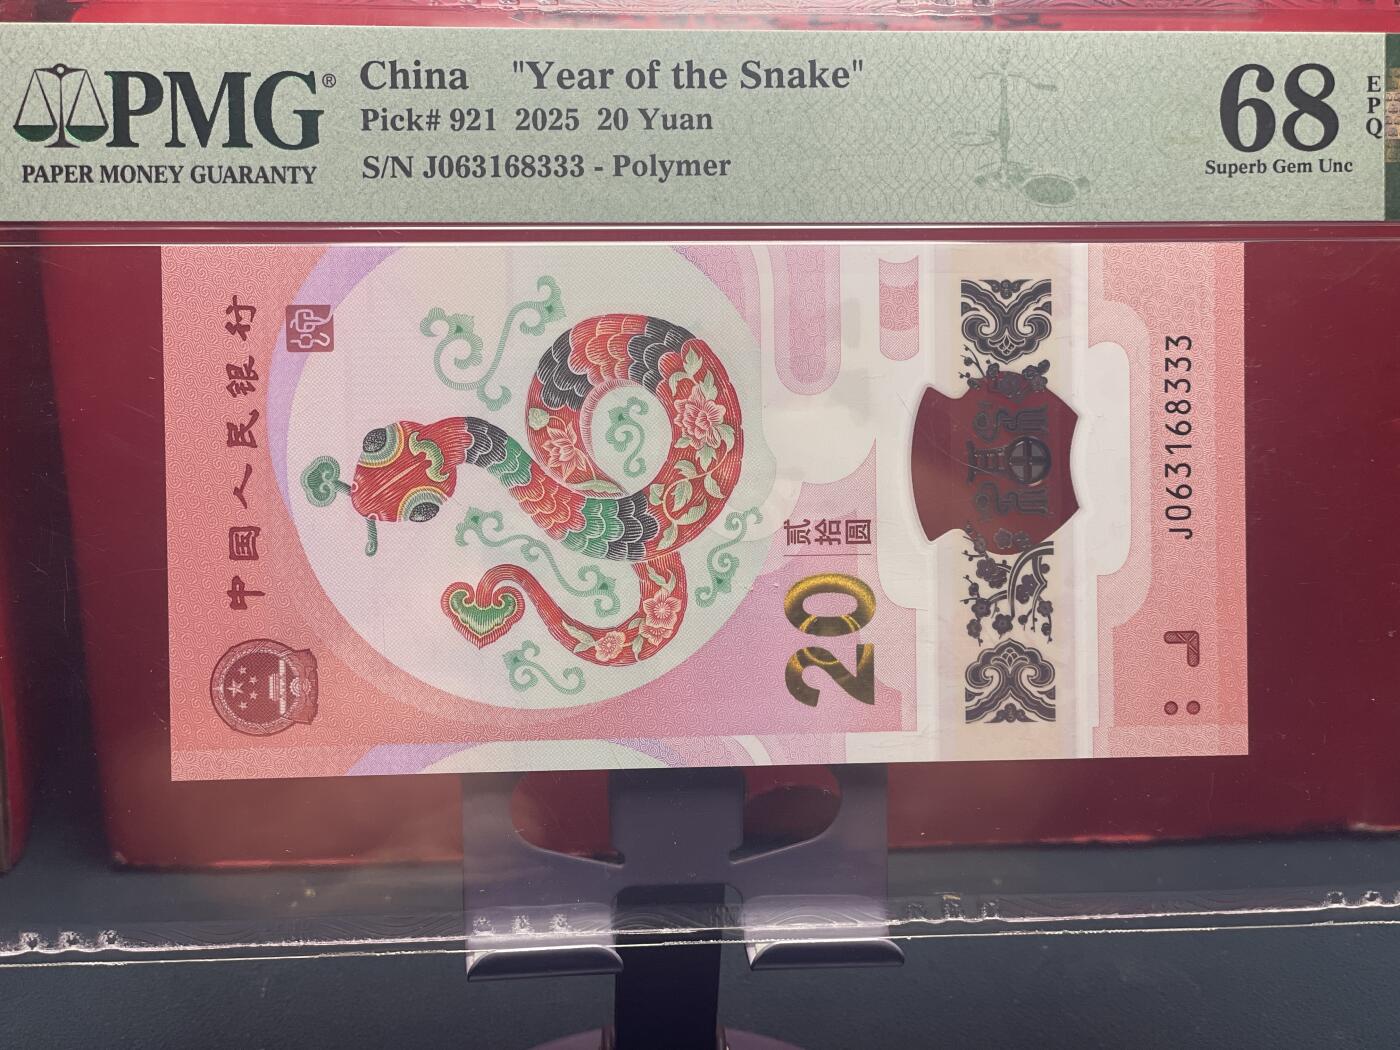 PMG®
PAPER MONEY GUARANTY
China "Year of the Snake"
Pick# 921 2025 20 Yuan
S/N J063168333 - Polymer
68
EPQ
Superb Gem Unc
中国人民银行
贰拾圆
20
J063168333